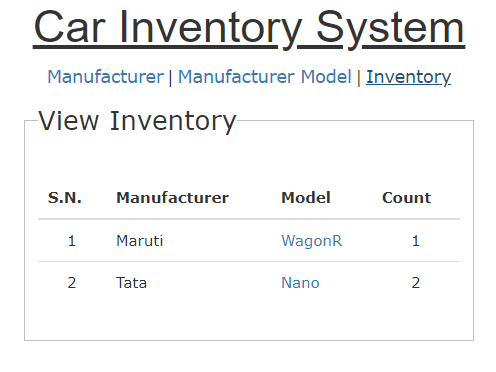 Car Inventory System
Manufacturer | Manufacturer Model | Inventory
View Inventory
S.N. Manufacturer Model Count
1 Maruti WagonR 1
2 Tata Nano 2